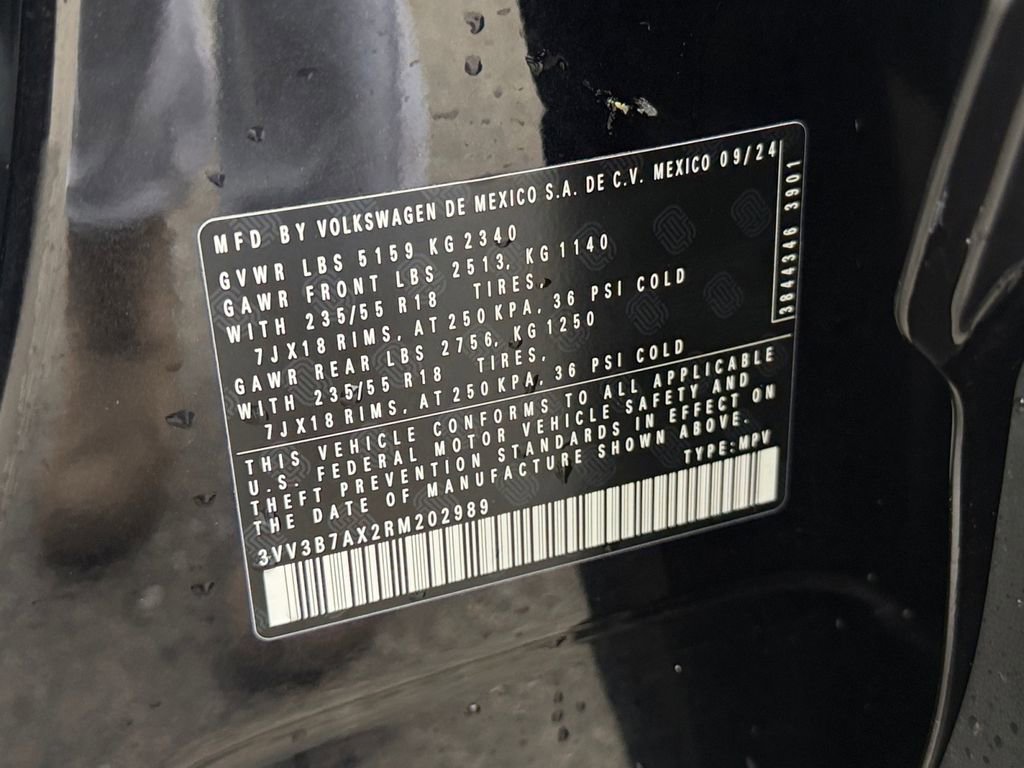 MFD BY VOLKSWAGEN DE MEXICO S.A. DE C.V. MEXICO 09/24
GVWR LBS 5159 KG 2340
GAWR FRONT LBS 2513, KG 1140
WITH 235/55 R18 TIRES,
7JX18 RIMS, AT 250 KPA, 36 PSI COLD
GAWR REAR LBS 2756, KG 1250
WITH 235/55 R18 TIRES,
7JX18 RIMS, AT 250 KPA, 36 PSI COLD
3844346 3901
THIS VEHICLE CONFORMS TO ALL APPLICABLE
U.S. FEDERAL MOTOR VEHICLE SAFETY AND
THEFT PREVENTION STANDARDS IN EFFECT ON
THE DATE OF MANUFACTURE SHOWN ABOVE.
TYPE:MPV
3VV3B7AX2RM202989